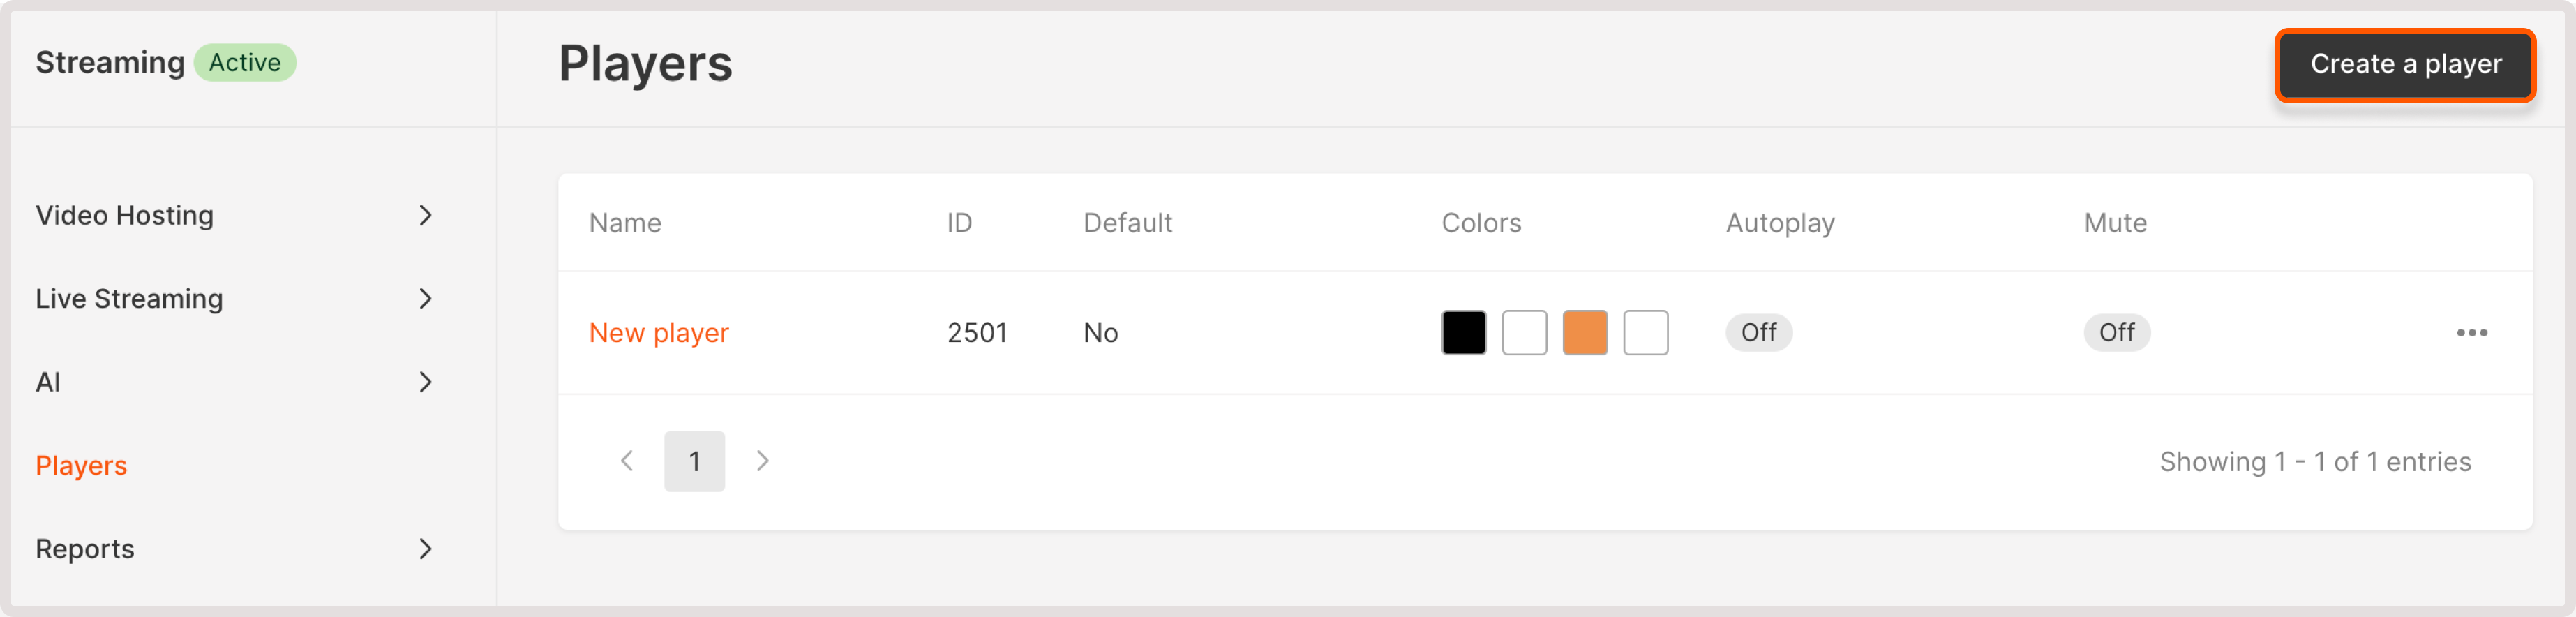 Streaming Active
Players
Create a player
Video Hosting
Live Streaming
AI
Players
Reports
Name ID Default Colors Autoplay Mute
New player 2501 No Off Off
1
Showing 1 - 1 of 1 entries